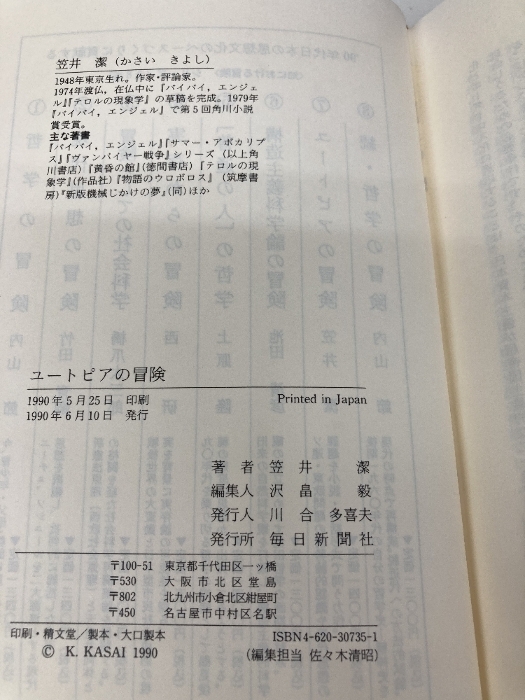 笠井 潔(かさい きよし)
1948年東京生れ。作家・評論家。
1974年渡仏，在仏中に『バイバイ，エンジェ
ル』『テロルの現象学』の草稿を完成。1979年
『バイバイ，エンジェル』で第5回角川小説
賞受賞。
主な著書
『バイバイ，エンジェル』『サマー・アポカリプ
ス』『ヴァンパイヤー戦争』シリーズ(以上角
川書店)『黄昏の館』(徳間書店)『テロルの現
象学』(作品社)『物語のウロボロス』(筑摩書
房)『新版機械じかけの夢』(同)ほか
ユートピアの冒険
1990年5月25日 印刷
1990年6月10日 発行
Printed in Japan
著者 笠井 潔
編集人 沢畠 毅
発行人 川合 多喜夫
発行所 毎日新聞社
〒100-51 東京都千代田区一ッ橋
〒530 大阪市北区堂島
〒802 北九州市小倉北区紺屋町
〒450 名古屋市中村区名駅
印刷・精文堂／製本・大口製本
ISBN4-620-30735-1
© K. KASAI 1990
(編集担当 佐々木清昭)